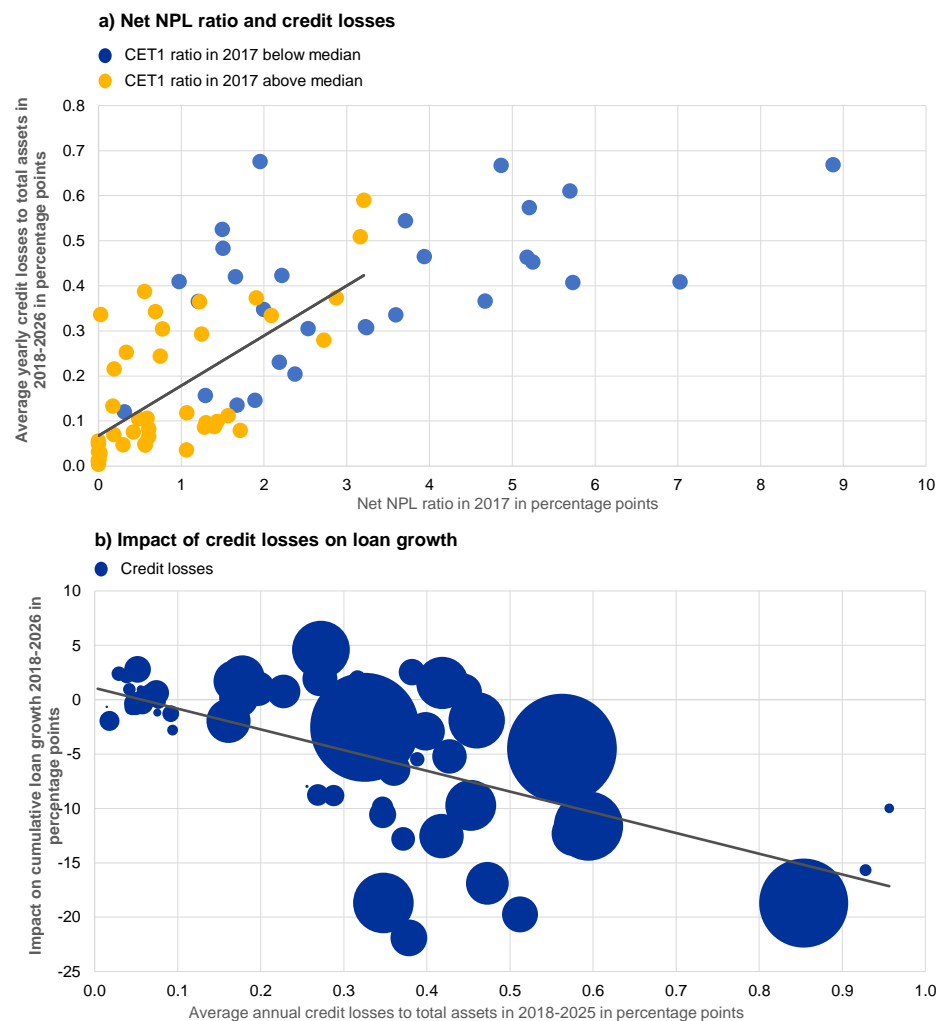 a) Net NPL ratio and credit losses
CET1 ratio in 2017 below median
CET1 ratio in 2017 above median
Average yearly credit losses to total assets in
2018-2026 in percentage points
0.8
0.7
0.6
0.5
0.4
0.3
0.2
0.1
0.0
0 1 2 3 4 5 6 7 8 9 10
Net NPL ratio in 2017 in percentage points
b) Impact of credit losses on loan growth
Credit losses
Impact on cumulative loan growth 2018-2026 in
percentage points
10
5
0
-5
-10
-15
-20
-25
0.0 0.1 0.2 0.3 0.4 0.5 0.6 0.7 0.8 0.9 1.0
Average annual credit losses to total assets in 2018-2025 in percentage points